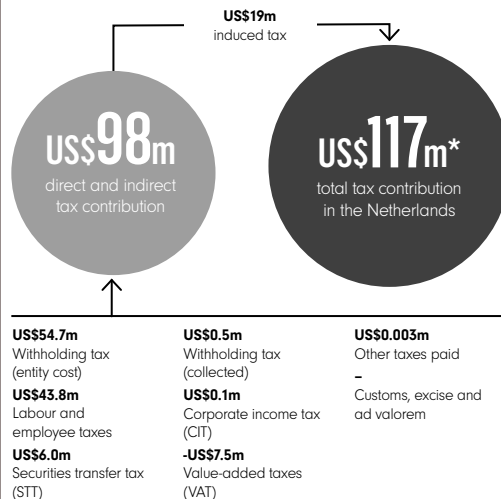 US$19m
induced tax
US$98m
direct and indirect
tax contribution
US$117m*
total tax contribution
in the Netherlands
US$54.7m
Withholding tax
(entity cost)
US$43.8m
Labour and
employee taxes
US$6.0m
Securities transfer tax
(STT)
US$0.5m
Withholding tax
(collected)
US$0.1m
Corporate income tax
(CIT)
-US$7.5m
Value-added taxes
(VAT)
US$0.003m
Other taxes paid
–
Customs, excise and
ad valorem